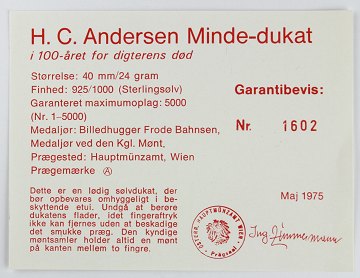 H. C. Andersen Minde-dukat
i 100-året for digterens død
Størrelse: 40 mm/24 gram
Finhed: 925/1000 (Sterlingsølv)
Garanteret maximumoplag: 5000
(Nr. 1-5000)
Medaljør: Billedhugger Frode Bahnsen,
Medaljør ved den Kgl. Mønt.
Prægested: Hauptmünzamt, Wien
Prægemærke Ⓐ
Garantibevis:
Nr. 1602
Dette er en lødig sølvdukat, der
bør opbevares omhyggeligt i be-
skyttende etui. Undgå at berøre
dukatens flader, idet fingeraftryk
ikke kan fjernes uden at beskadige
det smukke præg. Den kyndige
møntsamler holder altid en mønt
på kanten mellem to fingre.
Maj 1975
HAUPTMÜNZAMT WIEN
Ing. Zimmermann